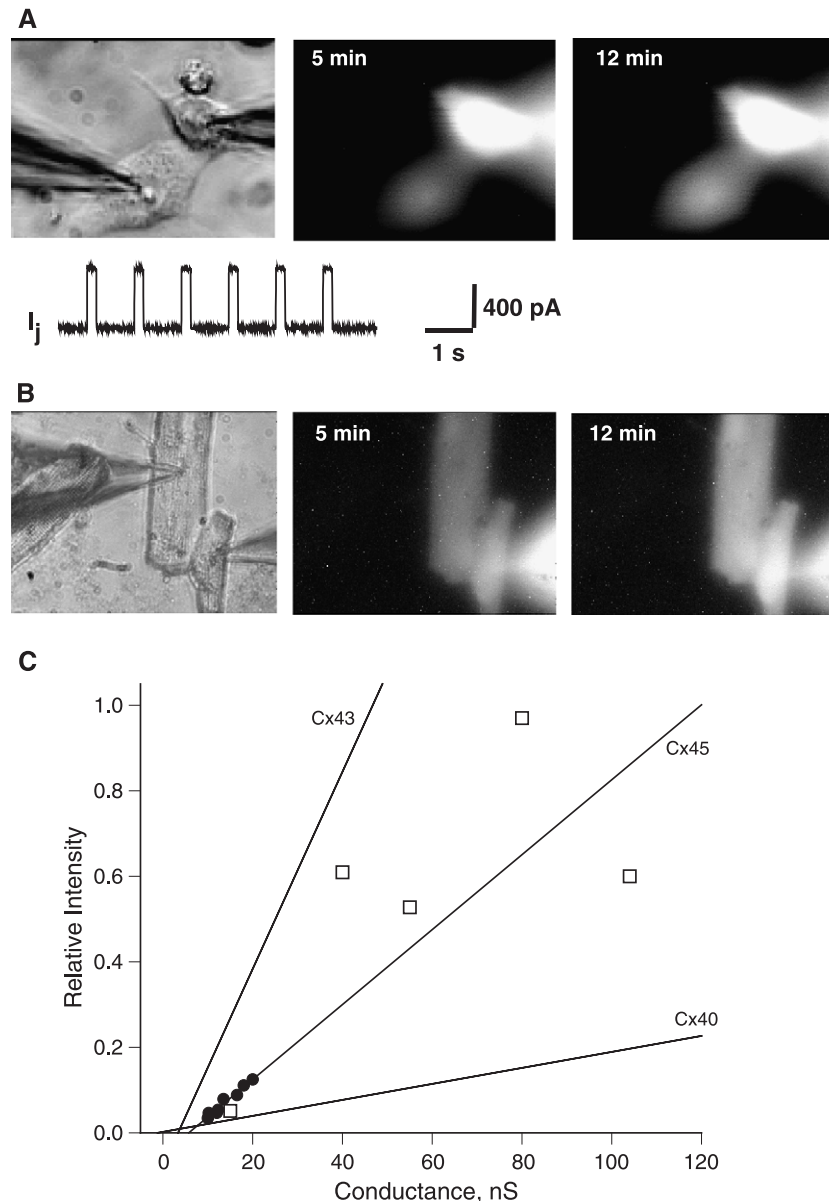 A
5 min
12 min
Ij
400 pA
1 s
B
5 min
12 min
C
Relative Intensity
1.0
0.8
0.6
0.4
0.2
0.0
Cx43
Cx45
Cx40
0
20
40
60
80
100
120
Conductance, nS